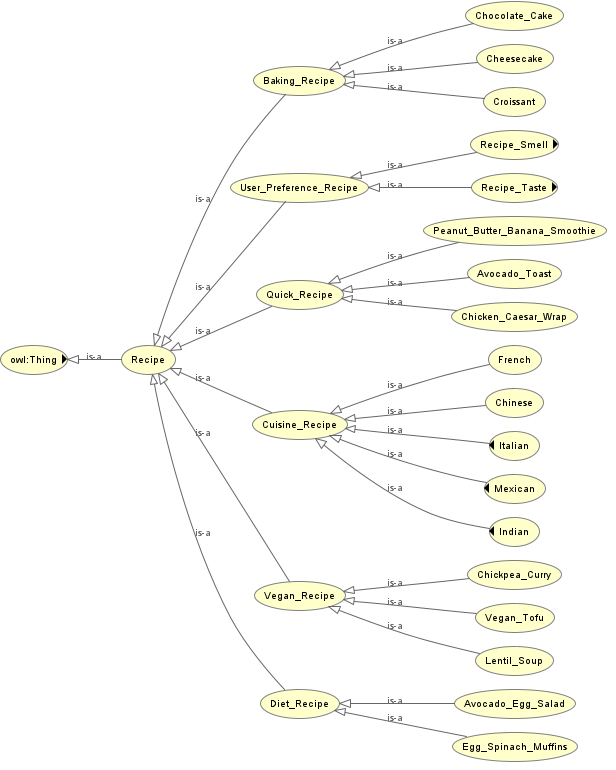 Chocolate_Cake
is-a
Baking_Recipe
is-a
Cheesecake
is-a
Croissant
Recipe_Smell
is-a
User_Preference_Recipe
is-a
Recipe_Taste
is-a
Peanut_Butter_Banana_Smoothie
is-a
Avocado_Toast
is-a
Quick_Recipe
is-a
is-a
Chicken_Caesar_Wrap
is-a
owl:Thing
is-a
Recipe
French
is-a
is-a
Chinese
is-a
Cuisine_Recipe
is-a
Italian
is-a
is-a
Mexican
is-a
Indian
Chickpea_Curry
is-a
Vegan_Recipe
is-a
Vegan_Tofu
is-a
Lentil_Soup
is-a
Diet_Recipe
is-a
Avocado_Egg_Salad
is-a
Egg_Spinach_Muffins